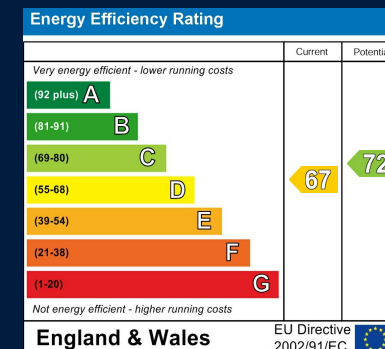 Energy Efficiency Rating
Current Potentia
Very energy efficient - lower running costs
(92 plus) A
(81-91) B
(69-80) C
(55-68) D
(39-54) E
(21-38) F
(1-20) G
67
72
Not energy efficient - higher running costs
England & Wales
EU Directive
2002/91/EC